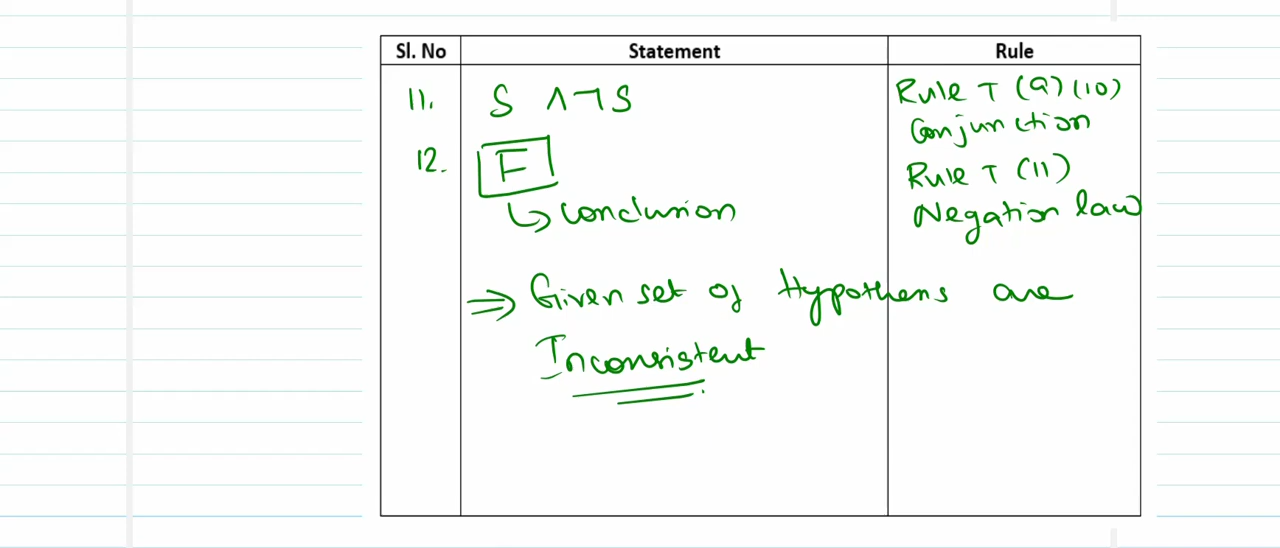 Sl. No Statement Rule
11. S ∧ ¬ S Rule T (9) (10)
Conjunction
12. F Rule T (11)
↳ Conclusion Negation law
⇒ Given set of Hypothens are
Inconsistent